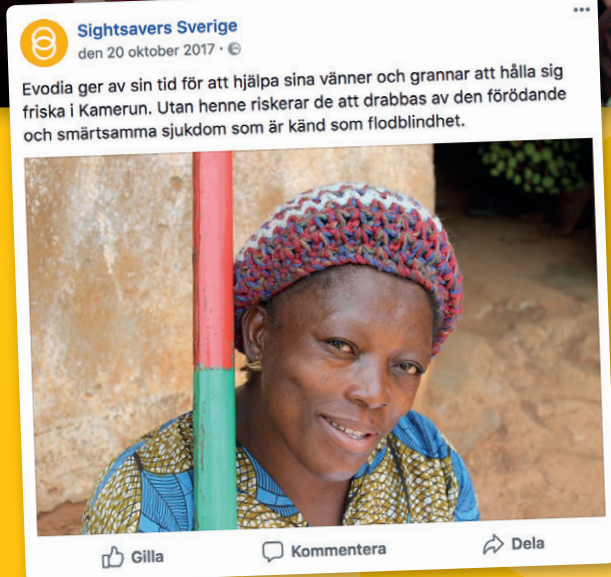 Sightsavers Sverige
den 20 oktober 2017 ·
Evodia ger av sin tid för att hjälpa sina vänner och grannar att hålla sig
friska i Kamerun. Utan henne riskerar de att drabbas av den förödande
och smärtsamma sjukdom som är känd som flodblindhet.
Gilla Kommentera Dela